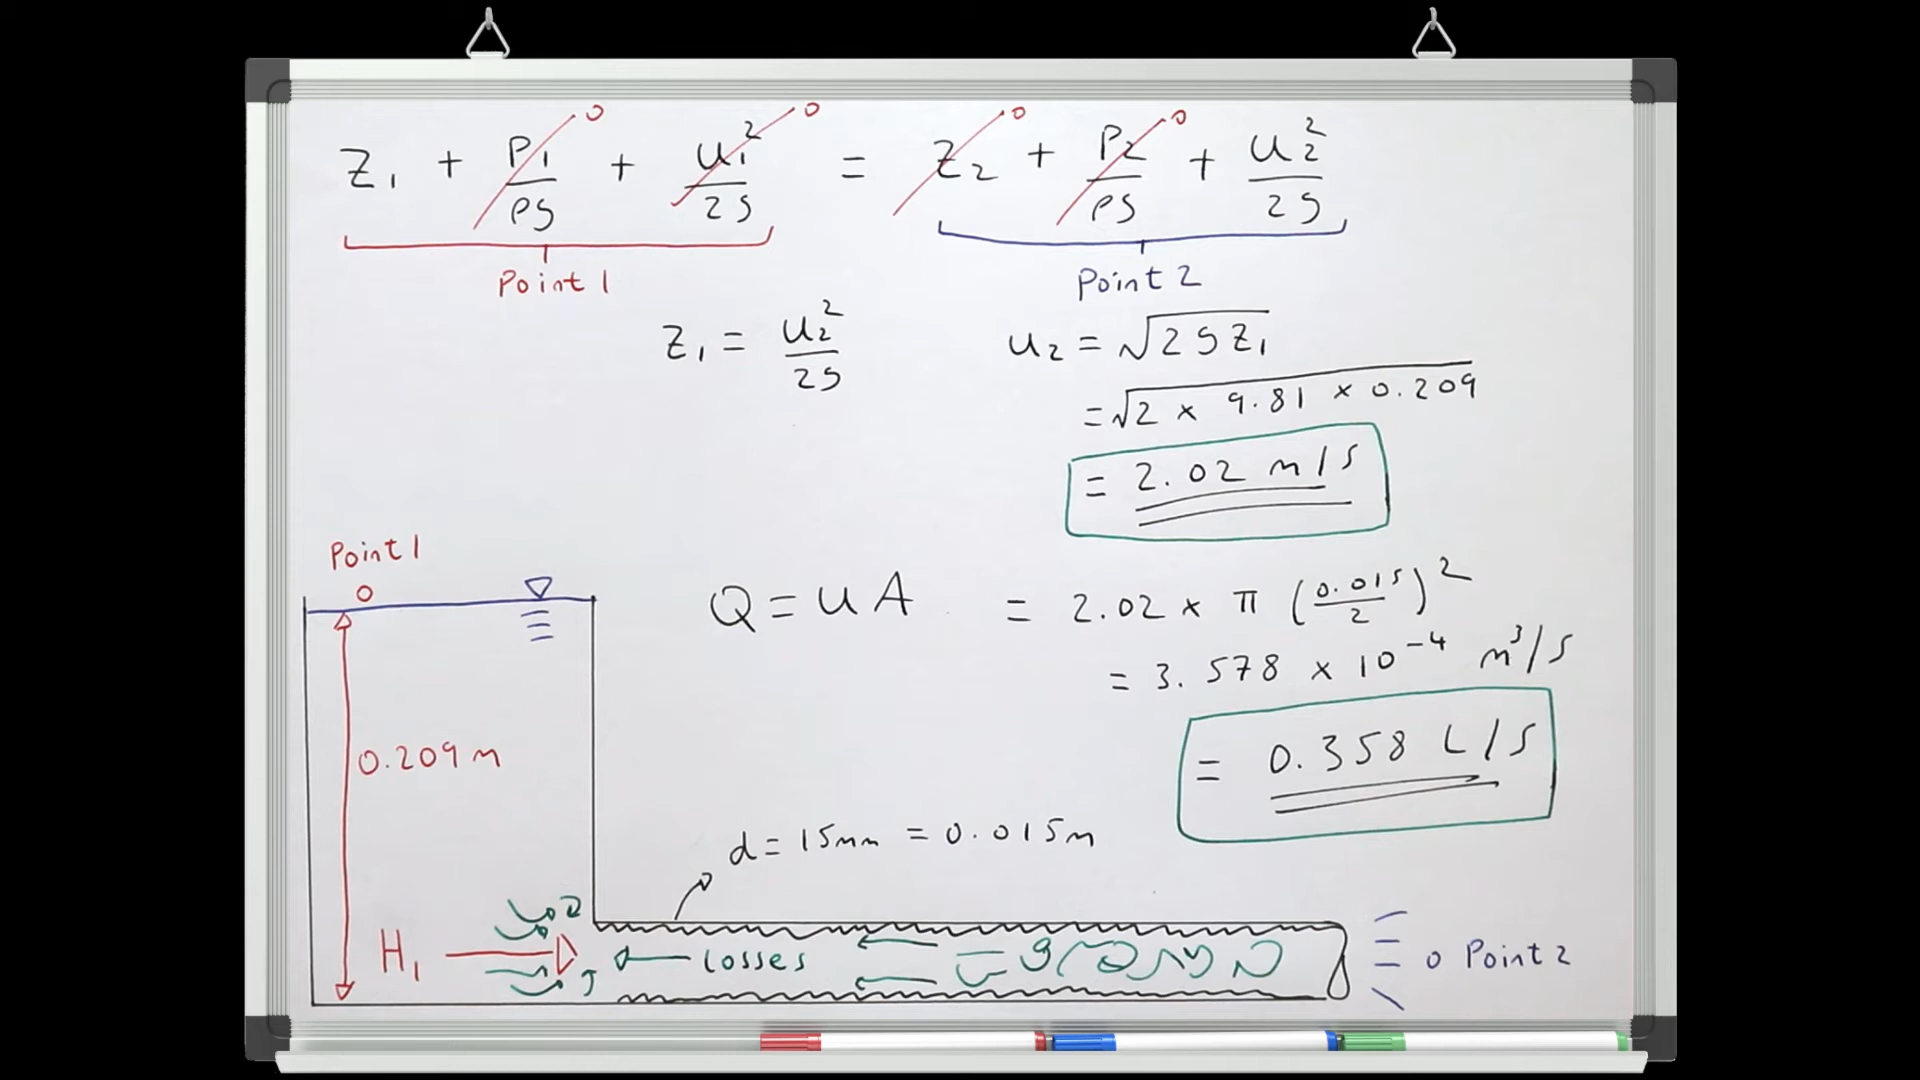 Z₁ + P₁/ρg + u₁²/2g = Z₂ + P₂/ρg + u₂²/2g
0 0 0 0
Point 1 Point 2
Z₁ = u₂²/2g
u₂ = √2gZ₁
= √2 × 9.81 × 0.209
= 2.02 m/s
Q = uA = 2.02 × π (0.015/2)²
= 3.578 × 10⁻⁴ m³/s
= 0.358 L/s
Point 1
0.209 m
d = 15mm = 0.015m
H₁
Losses
Point 2